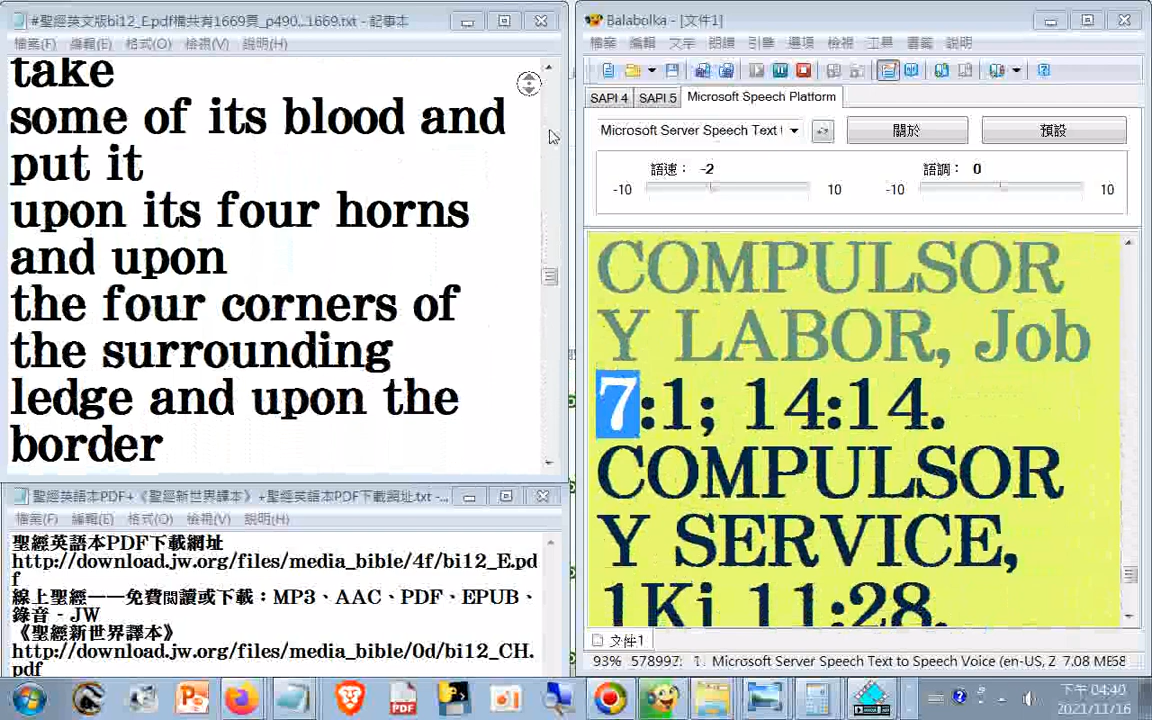 #聖經英文版bi12_E.pdf檔共有1669頁_p490,..1669.txt - 記事本
檔案(F) 編輯(E) 格式(O) 檢視(V) 說明(H)
take
some of its blood and
put it
upon its four horns
and upon
the four corners of
the surrounding
ledge and upon the
border
聖經英語本PDF+《聖經新世界譯本》+聖經英語本PDF下載網址.txt -...
檔案(F) 編輯(E) 格式(O) 檢視(V) 說明(H)
聖經英語本PDF下載網址
http://download.jw.org/files/media_bible/4f/bi12_E.pd
f
線上聖經——免費閱讀或下載：MP3、AAC、PDF、EPUB、
錄音 - JW
《聖經新世界譯本》
http://download.jw.org/files/media_bible/0d/bi12_CH.
pdf
Balabolka - [文件1]
檔案 編輯 文字 朗讀 引擎 選項 檢視 工具 書籤 說明
SAPI 4 SAPI 5 Microsoft Speech Platform
Microsoft Server Speech Text 關於 預設
語速： -2 語調： 0
-10 10 -10 10
COMPULSOR
Y LABOR, Job
7:1; 14:14.
COMPULSOR
Y SERVICE,
1Ki 11:28.
文件1
93% 578997: 1. Microsoft Server Speech Text to Speech Voice (en-US, Z 7.08 ME58
PDF
下午 04:40
2021/11/16